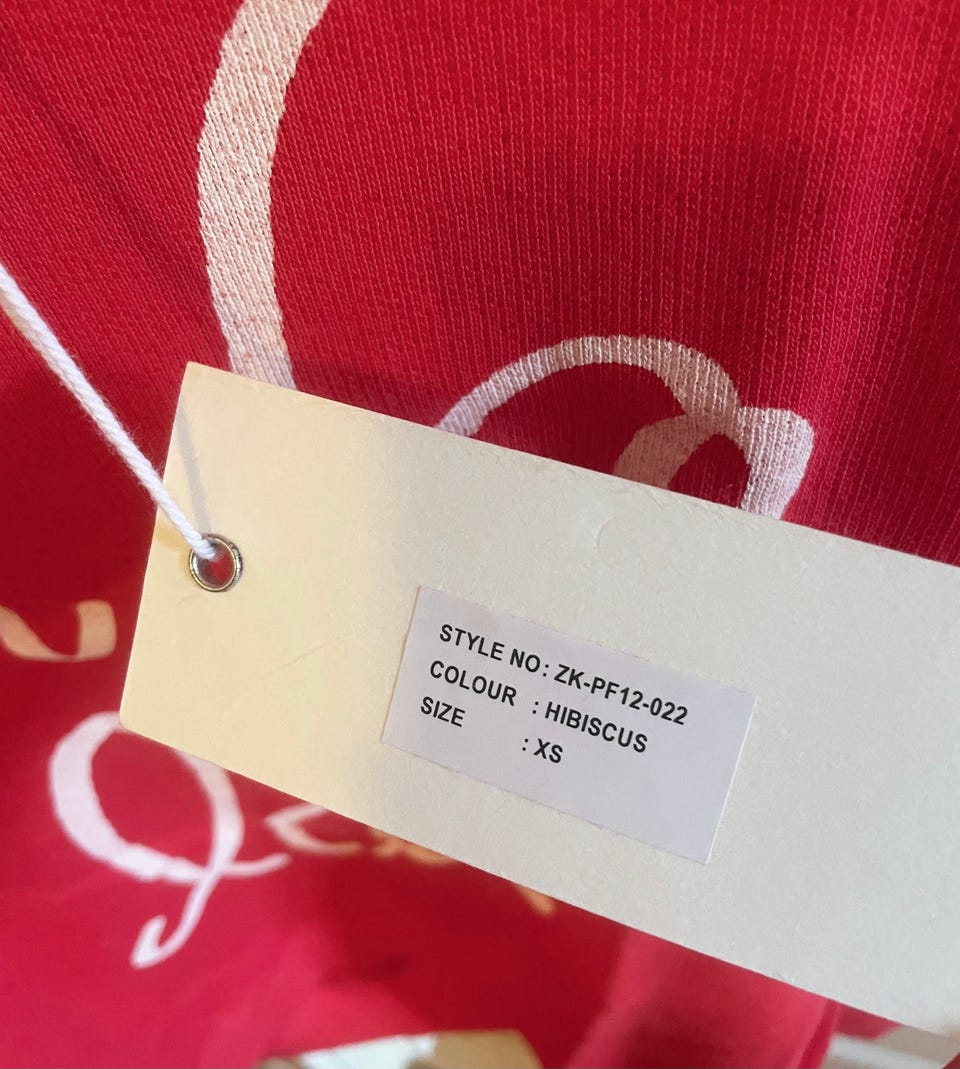 STYLE NO: ZK-PF12-022
COLOUR : HIBISCUS
SIZE : XS